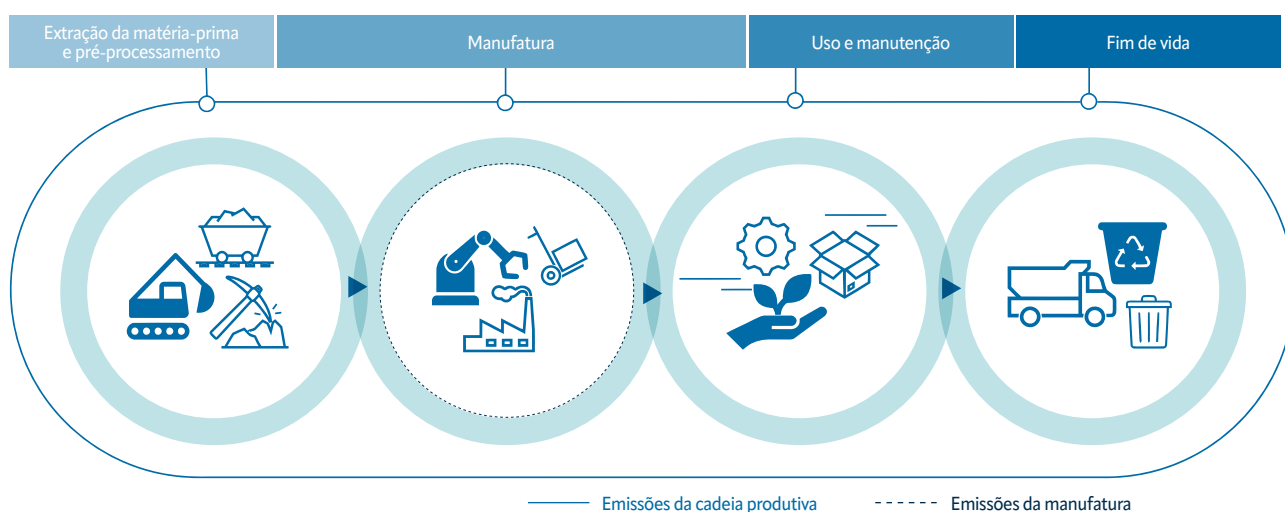 Extração da matéria-prima
e pré-processamento
Manufatura
Uso e manutenção
Fim de vida
Emissões da cadeia produtiva
Emissões da manufatura